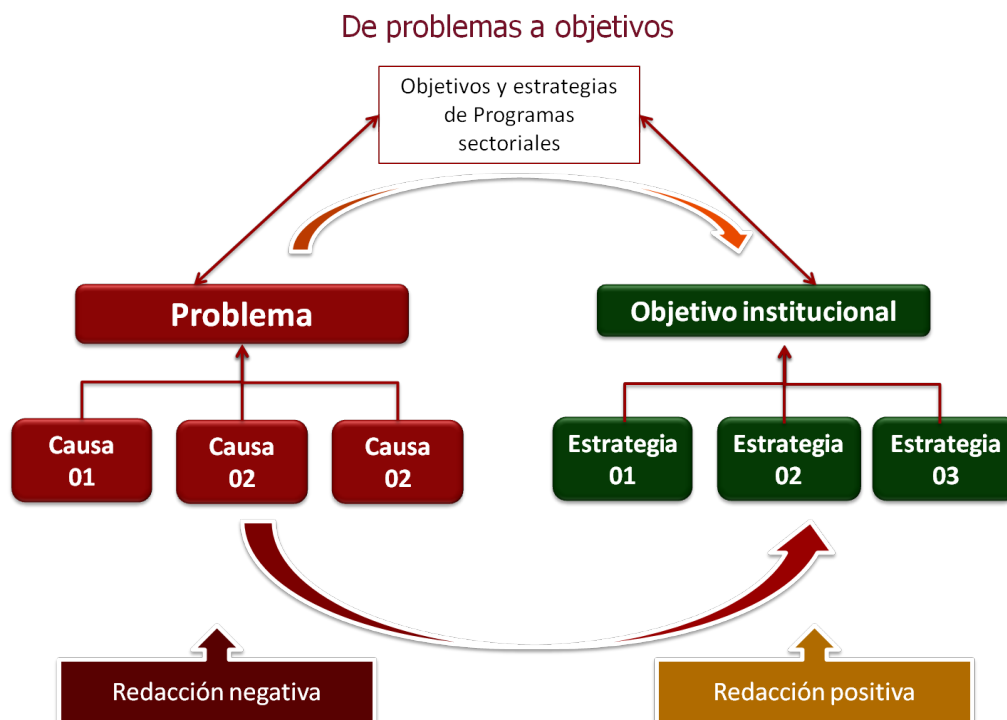 De problemas a objetivos
Objetivos y estrategias
de Programas
sectoriales
Problema
Objetivo institucional
Causa
01
Causa
02
Causa
02
Estrategia
01
Estrategia
02
Estrategia
03
Redacción negativa
Redacción positiva